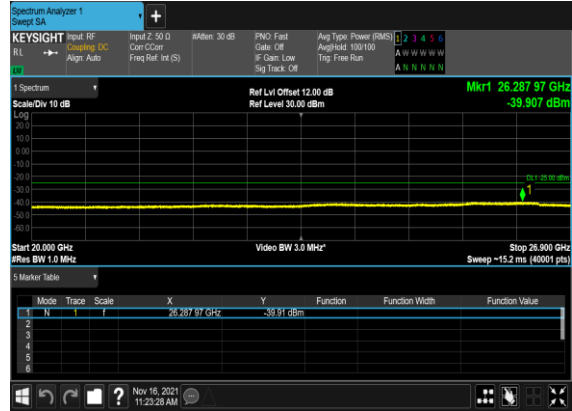 Spectrum Analyzer 1
Swept SA
KEYSIGHT Input: RF Input Z: 50 Ω #Atten: 30 dB PNO: Fast Avg Type: Power (RMS) 1 2 3 4 5 6
RL Coupling: DC Corr CCorr Gate: Off Avg|Hold: 100/100 A W W W W W
Align: Auto Freq Ref: Int (S) IF Gain: Low Trig: Free Run
LW Sig Track: Off A N N N N N
1 Spectrum Ref Lvl Offset 12.00 dB Mkr1 26.287 97 GHz
Scale/Div 10 dB Ref Level 30.00 dBm -39.907 dBm
Log
20.0
10.0
0.00
-10.0
DL1 -25.00 dBm
-20.0
1
-30.0
-40.0
-50.0
-60.0
Start 20.000 GHz Video BW 3.0 MHz* Stop 26.900 GHz
#Res BW 1.0 MHz Sweep ~15.2 ms (40001 pts)
5 Marker Table
Mode Trace Scale X Y Function Function Width Function Value
1 N 1 f 26.287 97 GHz -39.91 dBm
2
3
4
5
6
? Nov 16, 2021
11:23:28 AM